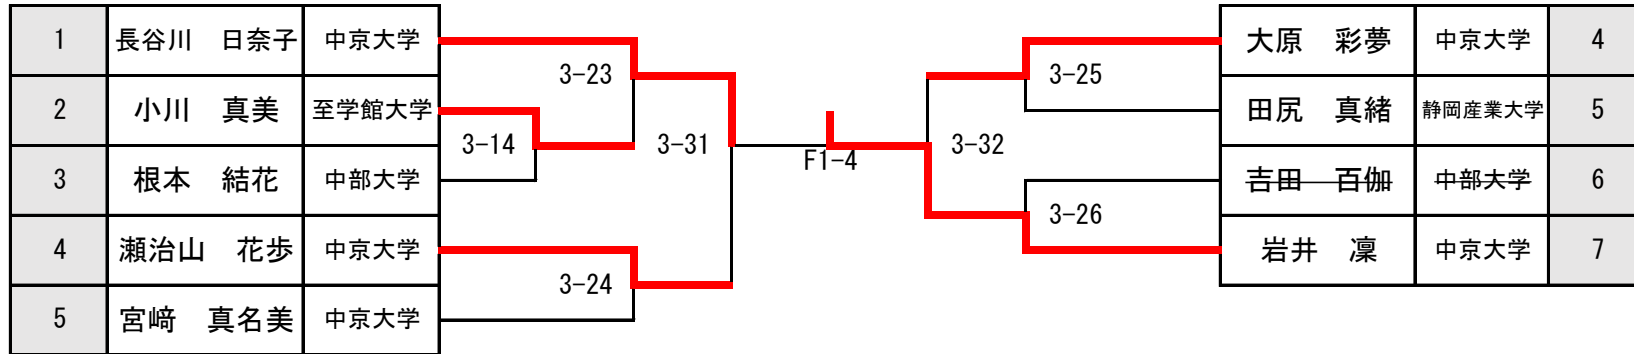 1 長谷川 日奈子 中京大学
2 小川 真美 至学館大学
3 根本 結花 中部大学
4 瀬治山 花歩 中京大学
5 宮﨑 真名美 中京大学
3-23
3-14
3-31
3-24
F1-4
3-25
3-32
3-26
大原 彩夢 中京大学 4
田尻 真緒 静岡産業大学 5
吉田 百伽 中部大学 6
岩井 凜 中京大学 7